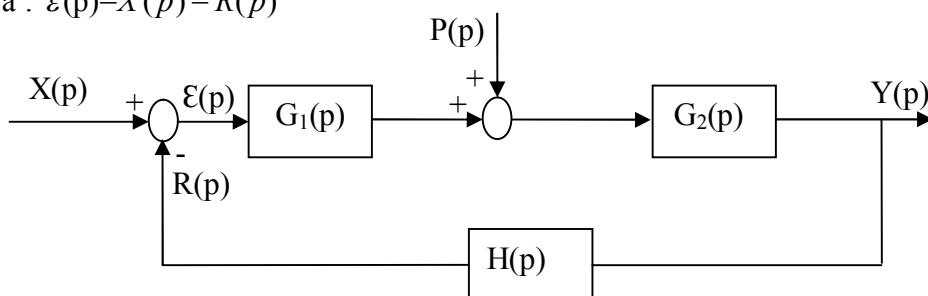 a : ε(p)=X(p) – R(p)
P(p)
+
X(p) + Ɛ(p) G₁(p) + G₂(p) Y(p)
-
R(p)
H(p)